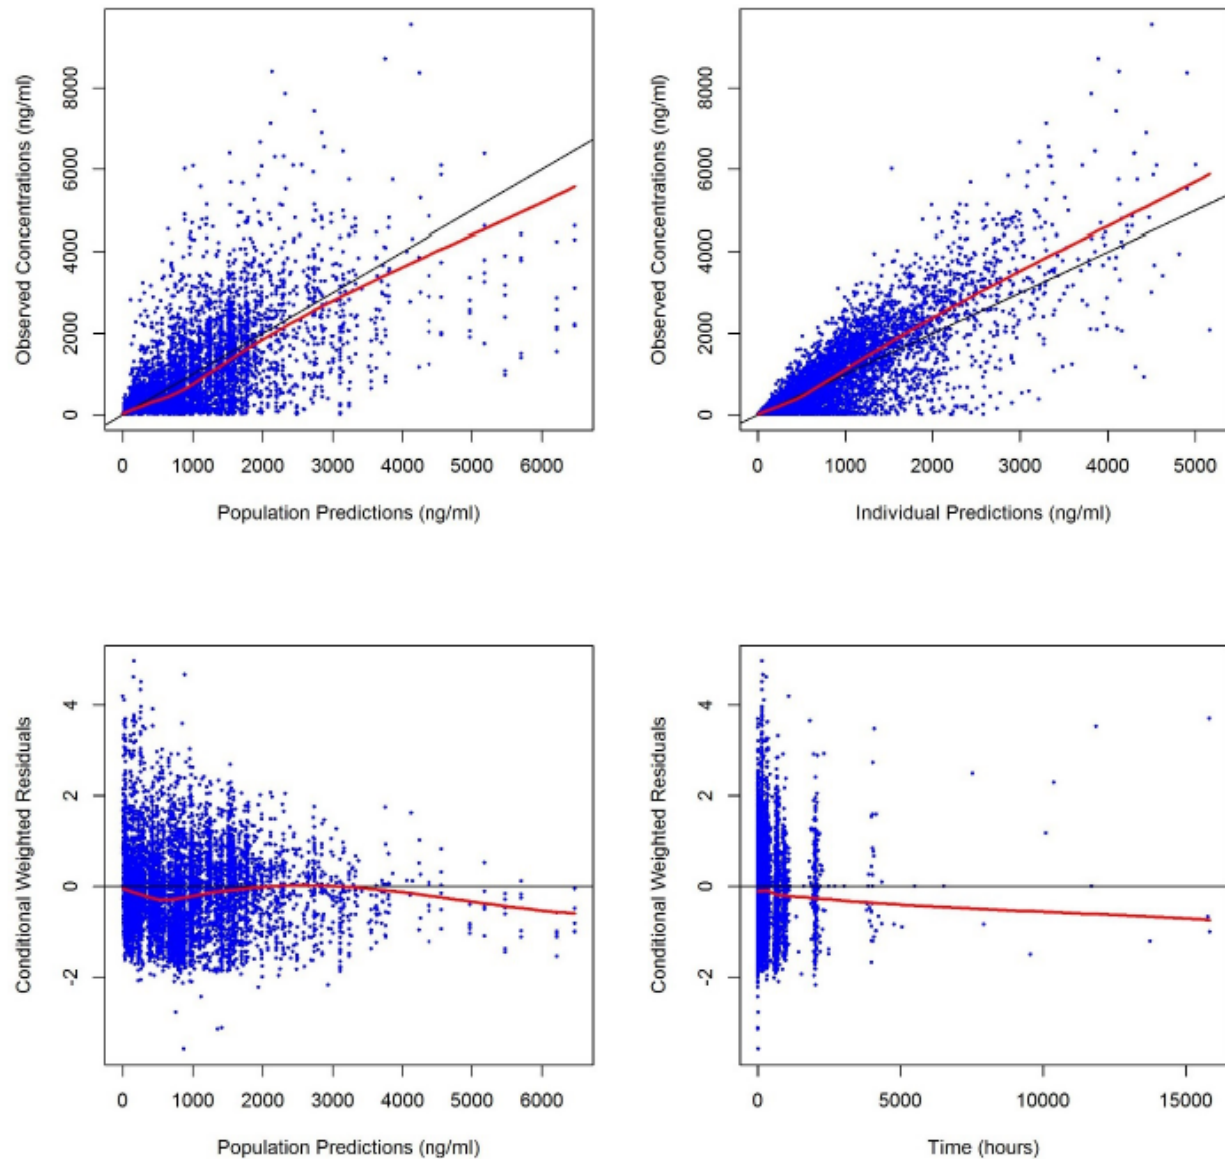 Observed Concentrations (ng/ml)
8000
6000
4000
2000
0
0 1000 2000 3000 4000 5000 6000
Population Predictions (ng/ml)
Observed Concentrations (ng/ml)
8000
6000
4000
2000
0
0 1000 2000 3000 4000 5000
Individual Predictions (ng/ml)
Conditional Weighted Residuals
4
2
0
-2
0 1000 2000 3000 4000 5000 6000
Population Predictions (ng/ml)
Conditional Weighted Residuals
4
2
0
-2
0 5000 10000 15000
Time (hours)